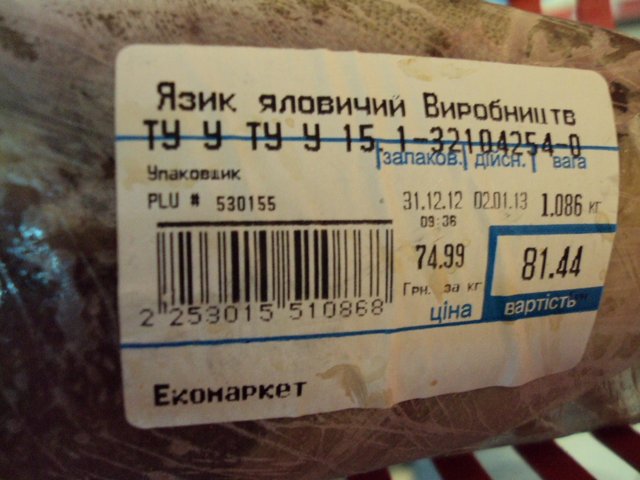 Язик яловичий Виробництв
ТУ У ТУ У 15.1-32104254-0
запаков. дійсн. вага
Упаковщик
PLU # 530155
31.12.12 02.01.13 1.086 кг
09:36
74.99 81.44
Грн. за кг
ціна вартість
2 253015 510868
Екомаркет